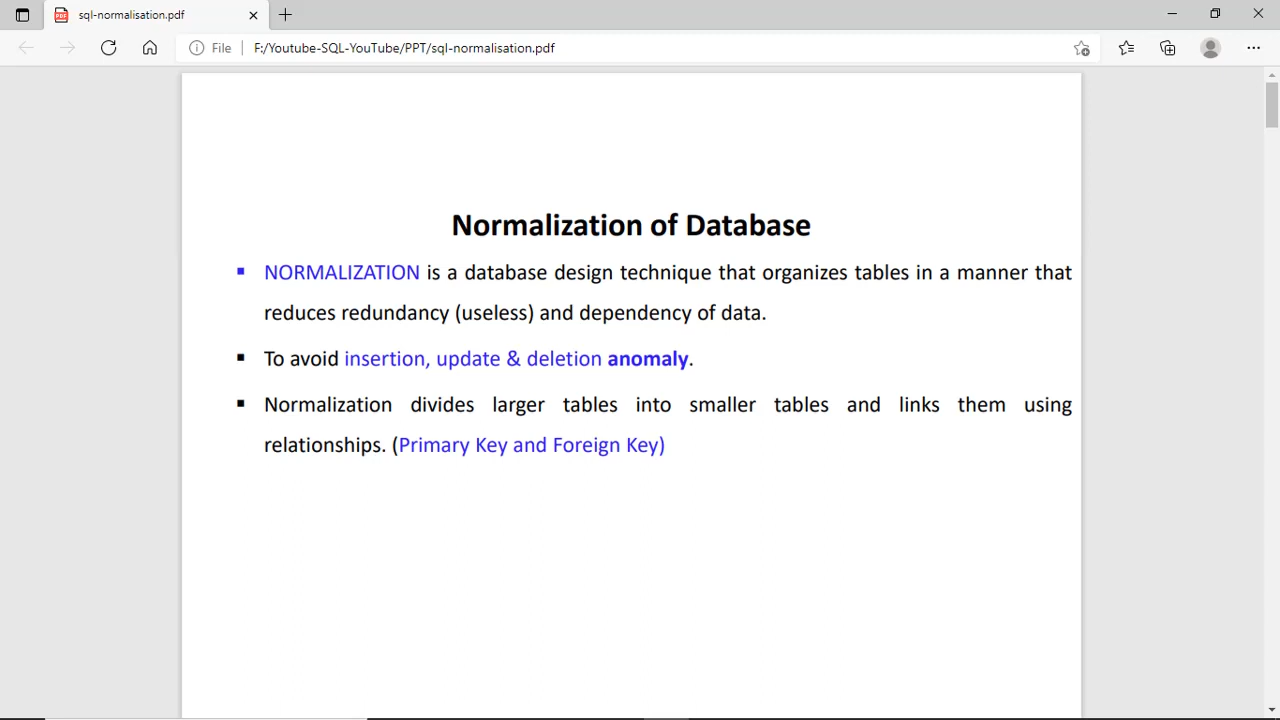 sql-normalisation.pdf
File F:/Youtube-SQL-YouTube/PPT/sql-normalisation.pdf
Normalization of Database
▪ NORMALIZATION is a database design technique that organizes tables in a manner that
reduces redundancy (useless) and dependency of data.
▪ To avoid insertion, update & deletion anomaly.
▪ Normalization divides larger tables into smaller tables and links them using
relationships. (Primary Key and Foreign Key)